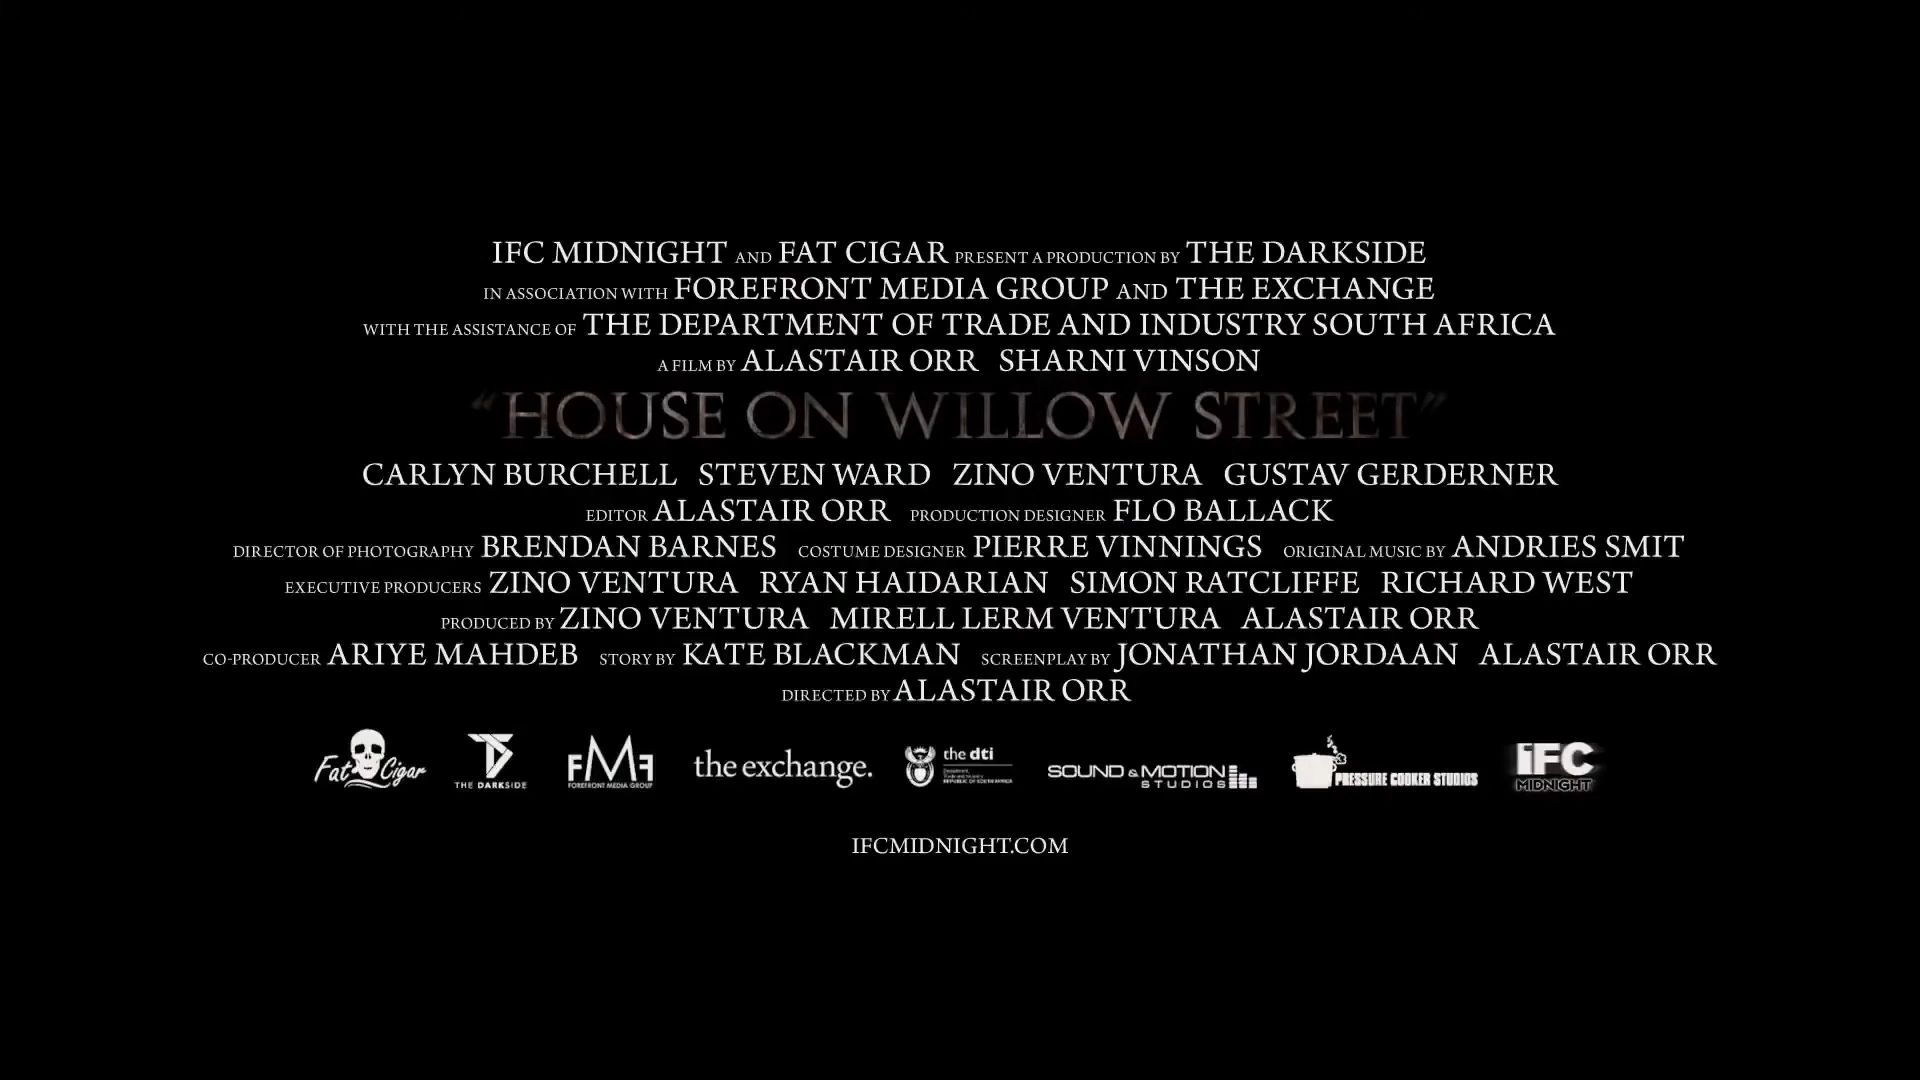 IFC MIDNIGHT AND FAT CIGAR PRESENT A PRODUCTION BY THE DARKSIDE
IN ASSOCIATION WITH FOREFRONT MEDIA GROUP AND THE EXCHANGE
WITH THE ASSISTANCE OF THE DEPARTMENT OF TRADE AND INDUSTRY SOUTH AFRICA
A FILM BY ALASTAIR ORR SHARNI VINSON
"HOUSE ON WILLOW STREET"
CARLYN BURCHELL STEVEN WARD ZINO VENTURA GUSTAV GERDERNER
EDITOR ALASTAIR ORR PRODUCTION DESIGNER FLO BALLACK
DIRECTOR OF PHOTOGRAPHY BRENDAN BARNES COSTUME DESIGNER PIERRE VINNINGS ORIGINAL MUSIC BY ANDRIES SMIT
EXECUTIVE PRODUCERS ZINO VENTURA RYAN HAIDARIAN SIMON RATCLIFFE RICHARD WEST
PRODUCED BY ZINO VENTURA MIRELL LERM VENTURA ALASTAIR ORR
CO-PRODUCER ARIYE MAHDEB STORY BY KATE BLACKMAN SCREENPLAY BY JONATHAN JORDAAN ALASTAIR ORR
DIRECTED BY ALASTAIR ORR
Fat Cigar
THE DARKSIDE
FMF
FOREFRONT MEDIA GROUP
the exchange.
the dti
REPUBLIC OF SOUTH AFRICA
SOUND & MOTION
STUDIOS
PRESSURE COOKER STUDIOS
IFC
MIDNIGHT
IFCMIDNIGHT.COM